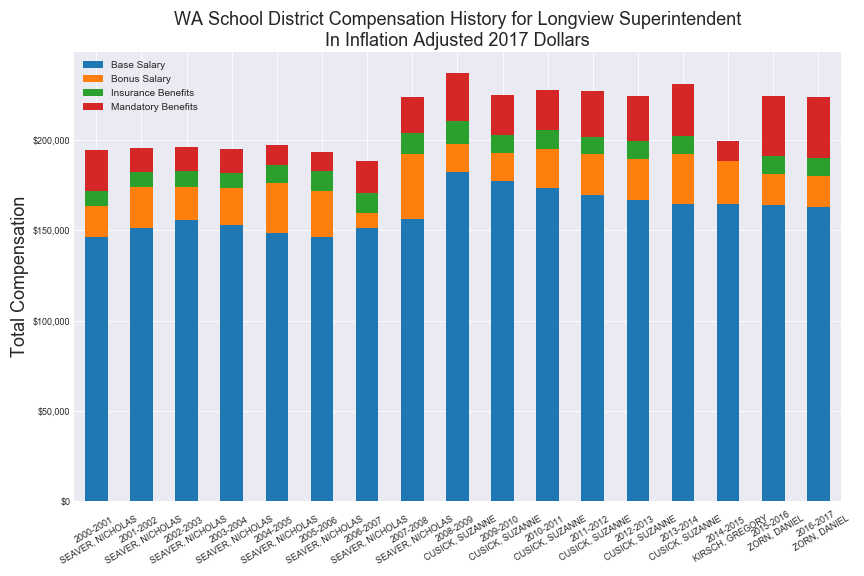 WA School District Compensation History for Longview Superintendent
In Inflation Adjusted 2017 Dollars
Base Salary
Bonus Salary
Insurance Benefits
Mandatory Benefits
Total Compensation
$200,000
$150,000
$100,000
$50,000
$0
2000-2001
SEAVER, NICHOLAS
2001-2002
SEAVER, NICHOLAS
2002-2003
SEAVER, NICHOLAS
2003-2004
SEAVER, NICHOLAS
2004-2005
SEAVER, NICHOLAS
2005-2006
SEAVER, NICHOLAS
2006-2007
SEAVER, NICHOLAS
2007-2008
SEAVER, NICHOLAS
2008-2009
CUSICK, SUZANNE
2009-2010
CUSICK, SUZANNE
2010-2011
CUSICK, SUZANNE
2011-2012
CUSICK, SUZANNE
2012-2013
CUSICK, SUZANNE
2013-2014
CUSICK, SUZANNE
2014-2015
KIRSCH, GREGORY
2015-2016
ZORN, DANIEL
2016-2017
ZORN, DANIEL